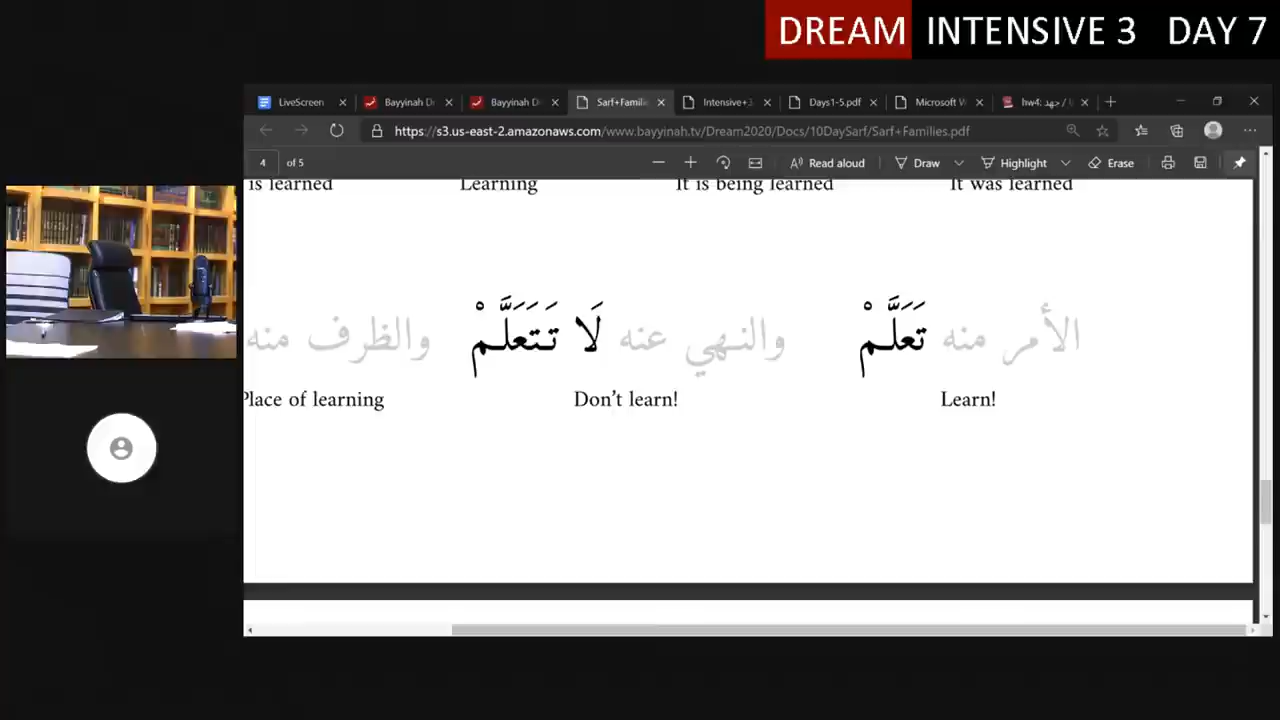 DREAM INTENSIVE 3 DAY 7
LiveScreen
Bayyinah Dr
Bayyinah Dr
Sarf+Familie
Intensive+3
Days1-5.pdf
Microsoft W
hw4: جهد /
https://s3.us-east-2.amazonaws.com/www.bayyinah.tv/Dream2020/Docs/10DaySarf/Sarf+Families.pdf
4 of 5
Read aloud
Draw
Highlight
Erase
is learned Learning It is being learned It was learned
الأمر منه تَعَلَّمْ والنهي عنه لَا تَتَعَلَّمْ والظرف منه
Place of learning Don't learn! Learn!